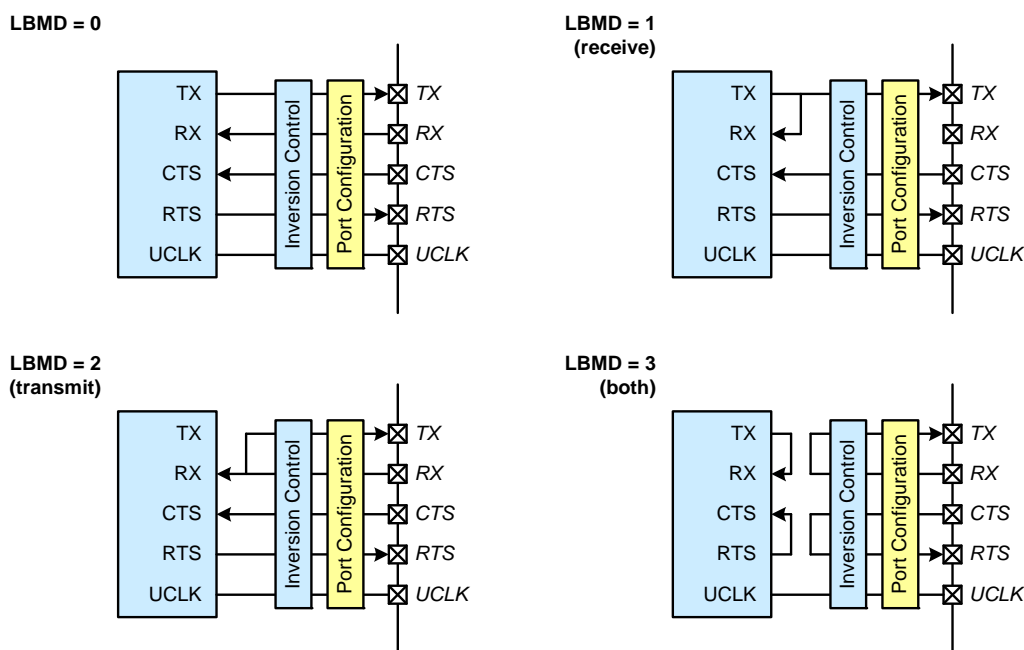 LBMD = 0
TX
RX
CTS
RTS
UCLK
Inversion Control
Port Configuration
TX
RX
CTS
RTS
UCLK
LBMD = 1
(receive)
TX
RX
CTS
RTS
UCLK
Inversion Control
Port Configuration
TX
RX
CTS
RTS
UCLK
LBMD = 2
(transmit)
TX
RX
CTS
RTS
UCLK
Inversion Control
Port Configuration
TX
RX
CTS
RTS
UCLK
LBMD = 3
(both)
TX
RX
CTS
RTS
UCLK
Inversion Control
Port Configuration
TX
RX
CTS
RTS
UCLK